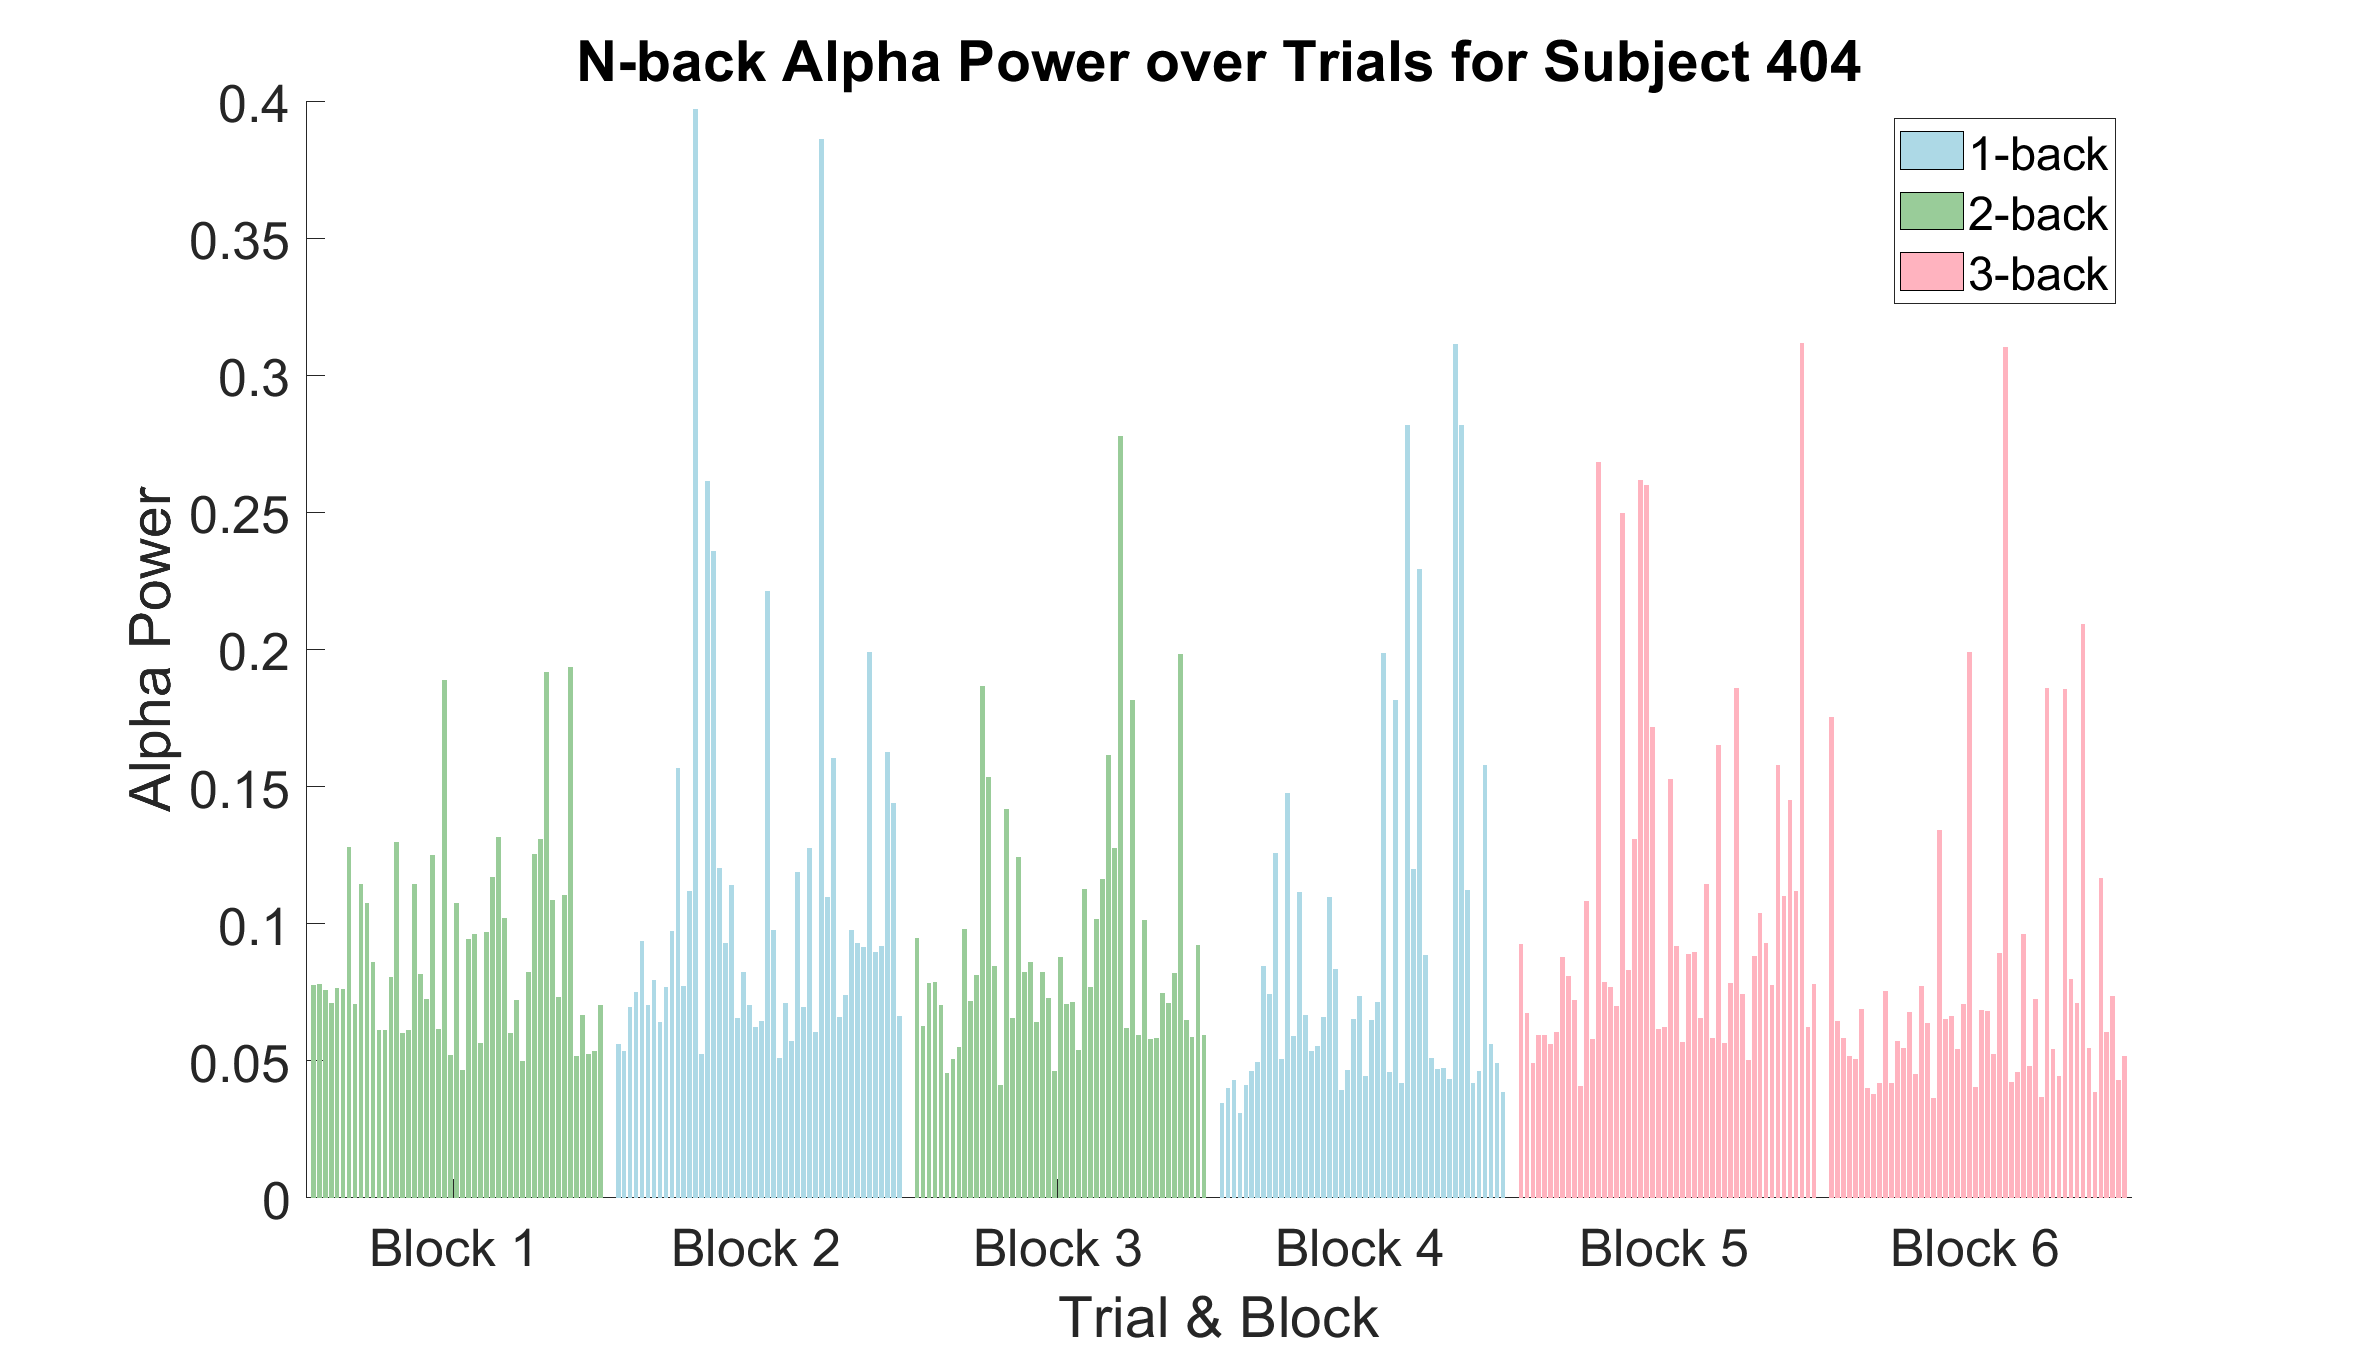 N-back Alpha Power over Trials for Subject 404
0.4
0.35
0.3
0.25
0.2
0.15
0.1
0.05
0
Alpha Power
1-back
2-back
3-back
Block 1
Block 2
Block 3
Block 4
Block 5
Block 6
Trial & Block